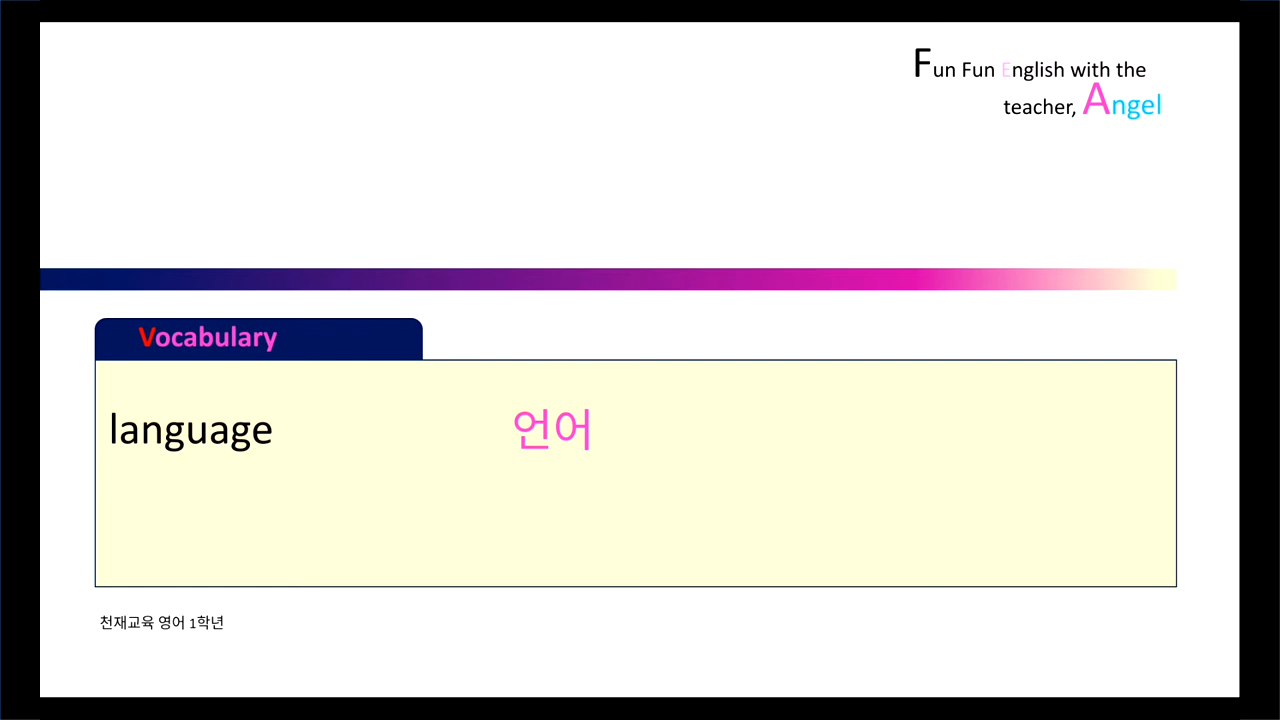 Fun Fun English with the
teacher, Angel
Vocabulary
language 언어
천재교육 영어 1학년